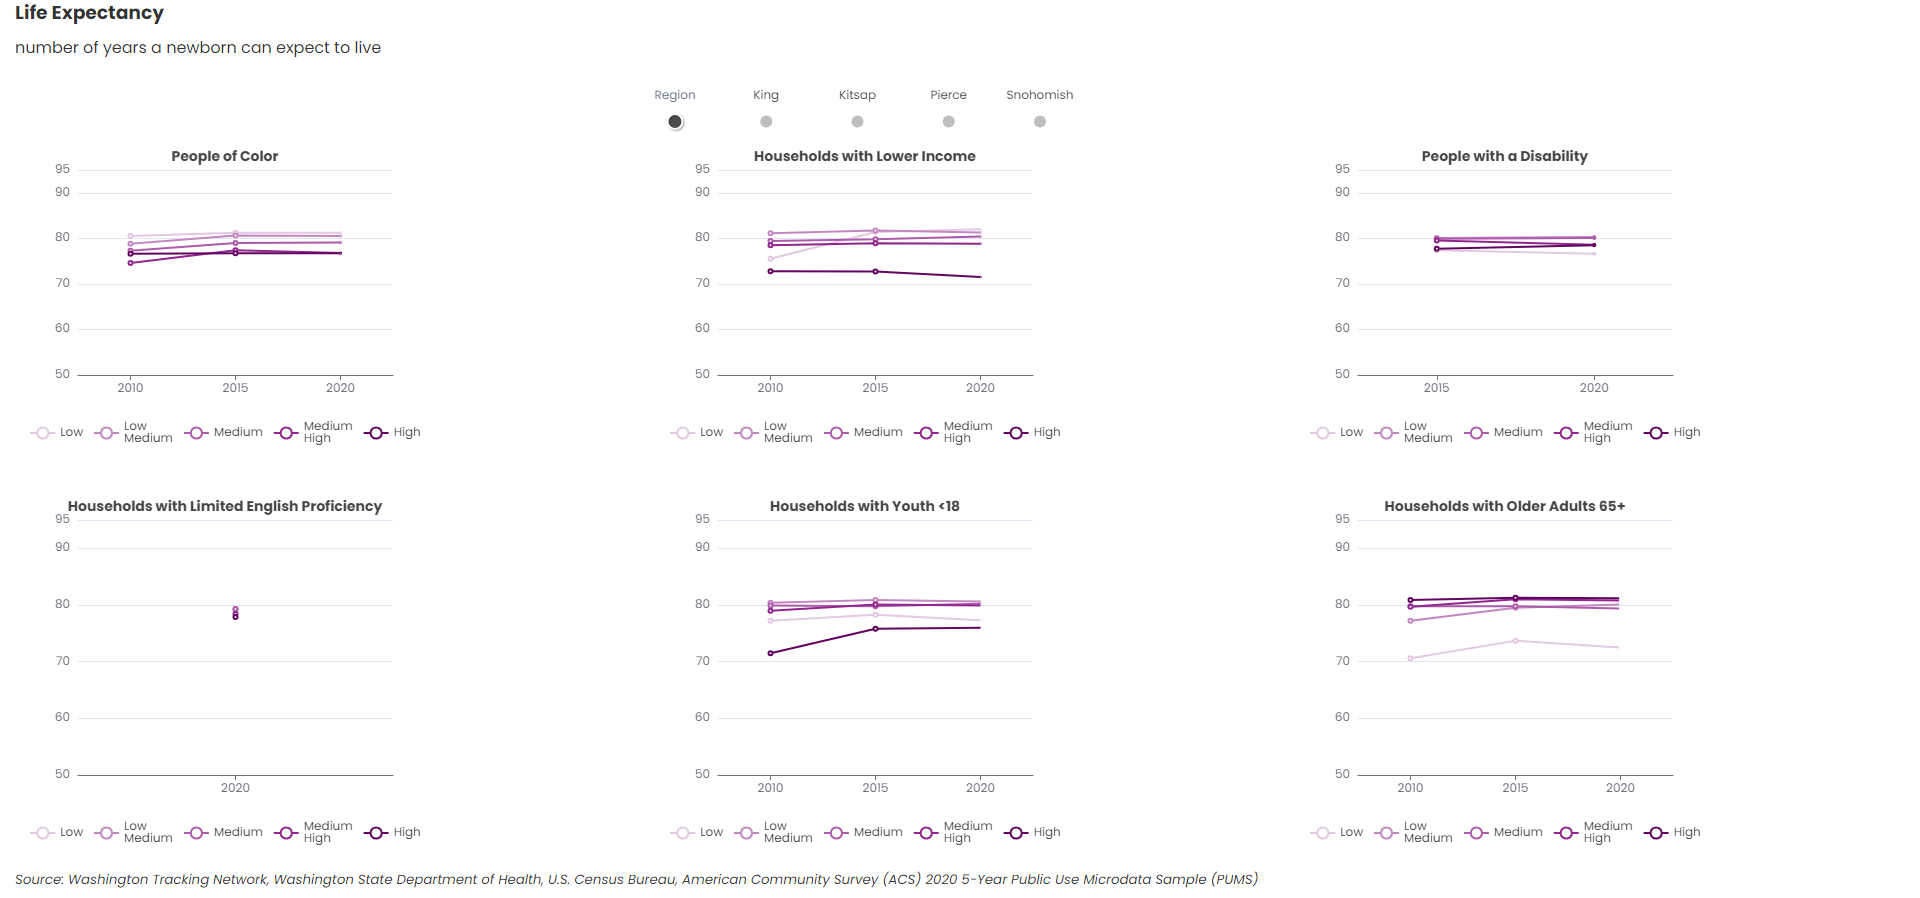 Life Expectancy
number of years a newborn can expect to live
Region King Kitsap Pierce Snohomish
People of Color
95
90
80
70
60
50
2010 2015 2020
Low Low Medium Medium Medium High High
Households with Lower Income
95
90
80
70
60
50
2010 2015 2020
Low Low Medium Medium Medium High High
People with a Disability
95
90
80
70
60
50
2015 2020
Low Low Medium Medium Medium High High
Households with Limited English Proficiency
95
90
80
70
60
50
2020
Low Low Medium Medium Medium High High
Households with Youth <18
95
90
80
70
60
50
2010 2015 2020
Low Low Medium Medium Medium High High
Households with Older Adults 65+
95
90
80
70
60
50
2010 2015 2020
Low Low Medium Medium Medium High High
Source: Washington Tracking Network, Washington State Department of Health, U.S. Census Bureau, American Community Survey (ACS) 2020 5-Year Public Use Microdata Sample (PUMS)